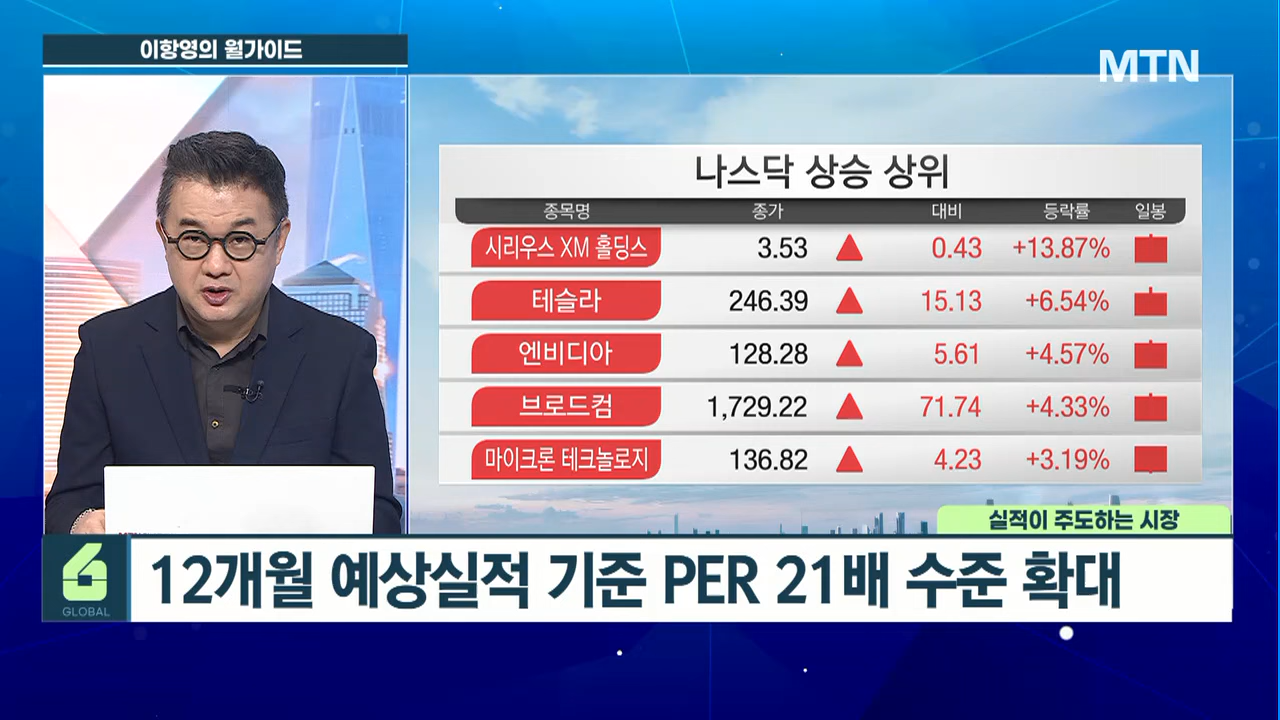 이항영의 월가이드
MTN
나스닥 상승 상위
종목명 종가 대비 등락률 일봉
시리우스 XM 홀딩스 3.53 ▲ 0.43 +13.87%
테슬라 246.39 ▲ 15.13 +6.54%
엔비디아 128.28 ▲ 5.61 +4.57%
브로드컴 1,729.22 ▲ 71.74 +4.33%
마이크론 테크놀로지 136.82 ▲ 4.23 +3.19%
실적이 주도하는 시장
12개월 예상실적 기준 PER 21배 수준 확대
6
GLOBAL